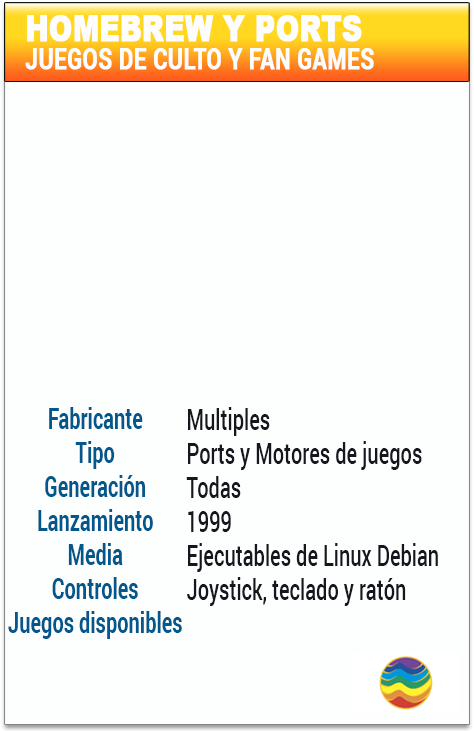 HOMEBREW Y PORTS
JUEGOS DE CULTO Y FAN GAMES
Fabricante Multiples
Tipo Ports y Motores de juegos
Generación Todas
Lanzamiento 1999
Media Ejecutables de Linux Debian
Controles Joystick, teclado y ratón
Juegos disponibles